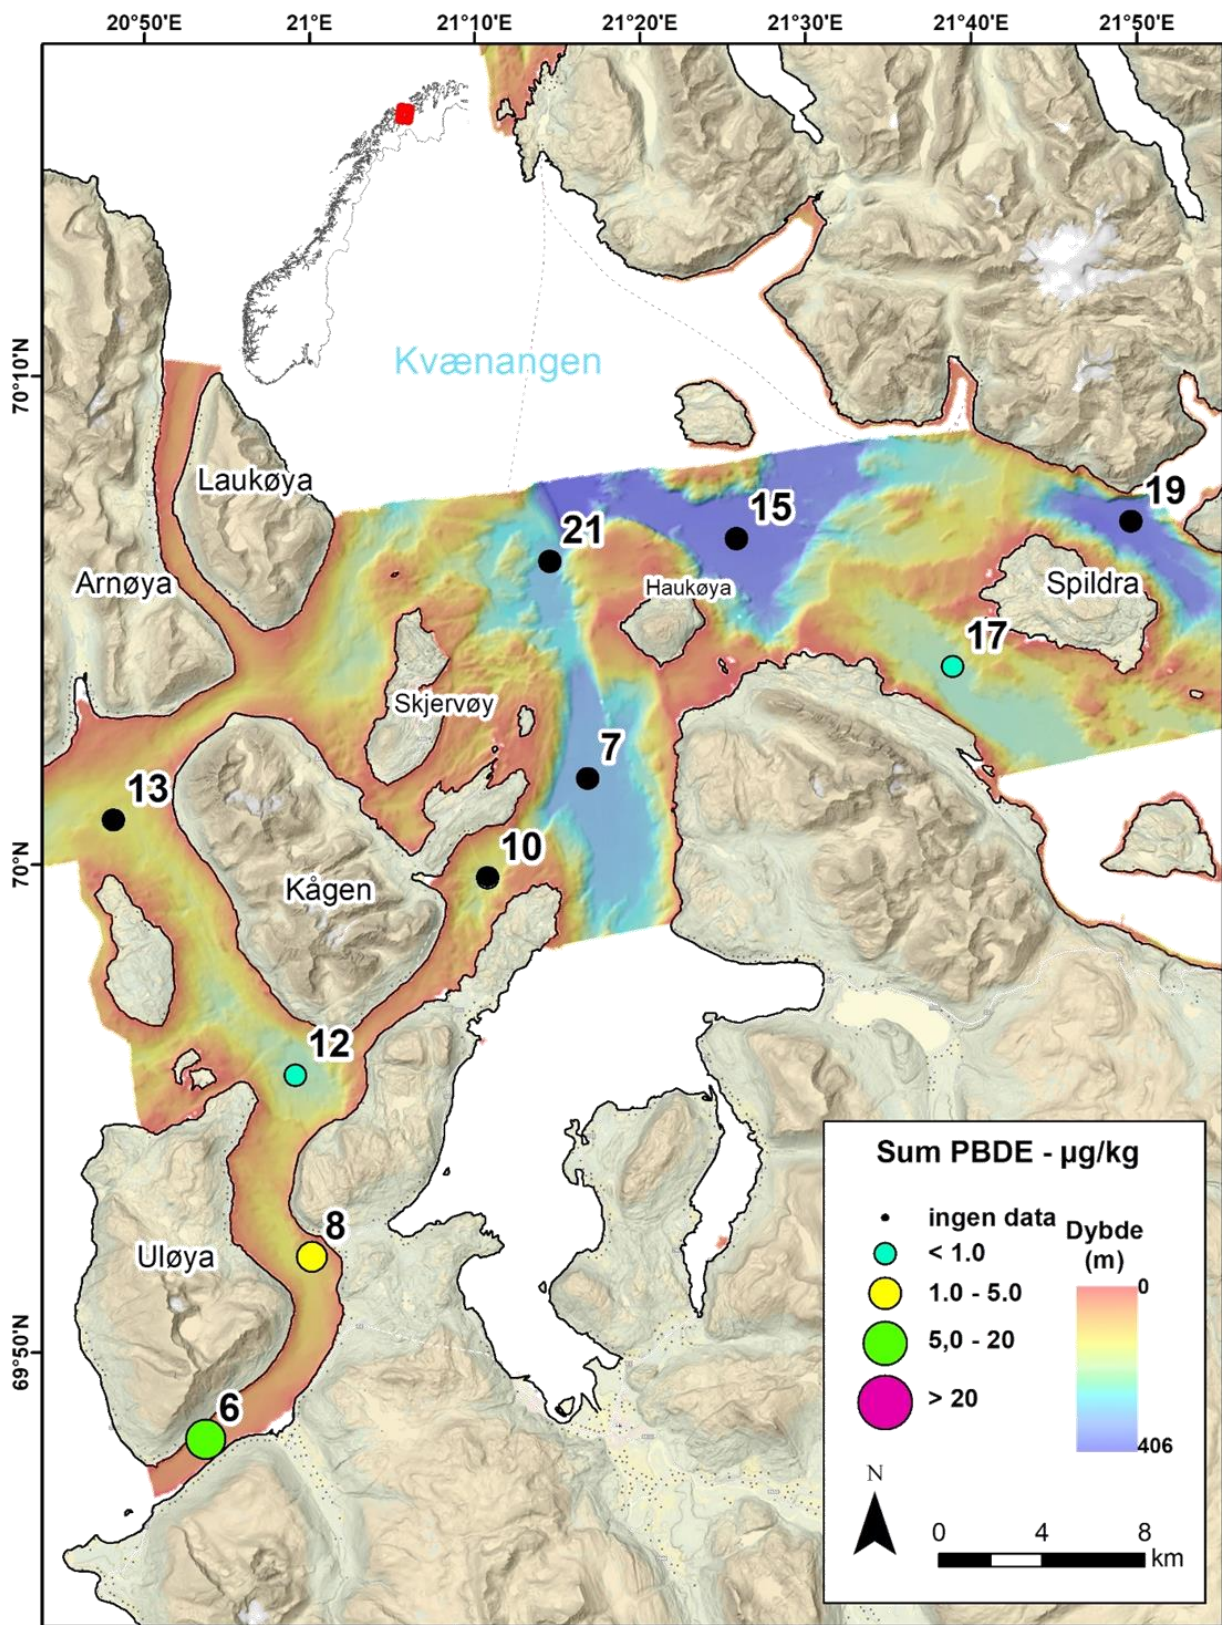 20°50'E 21°E 21°10'E 21°20'E 21°30'E 21°40'E 21°50'E
70°10'N
Kvænangen
Laukøya
19
15
21
Arnøya
Haukøya
Spildra
17
Skjervøy
7
13
10
70°N
Kågen
12
8
Uløya
69°50'N
6
Sum PBDE - µg/kg
ingen data
< 1.0
1.0 - 5.0
5,0 - 20
> 20
Dybde
(m)
0
406
N
0 4 8
km